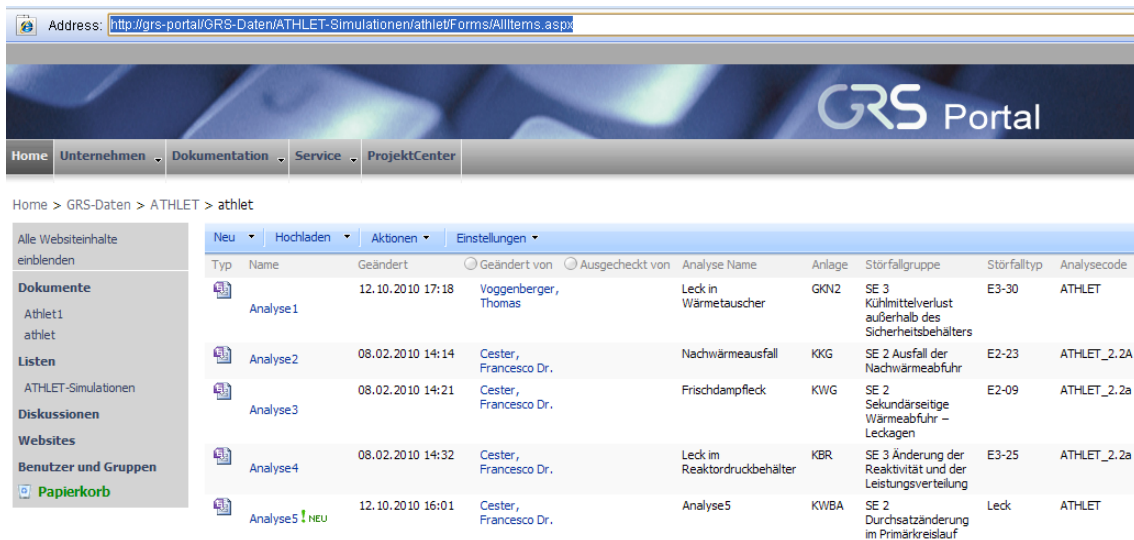 Address: http://grs-portal/GRS-Daten/ATHLET-Simulationen/athlet/Forms/AllItems.aspx
GRS Portal
Home Unternehmen Dokumentation Service ProjektCenter
Home > GRS-Daten > ATHLET > athlet
Alle Websiteinhalte
einblenden
Dokumente
Athlet1
athlet
Listen
ATHLET-Simulationen
Diskussionen
Websites
Benutzer und Gruppen
Papierkorb
Neu Hochladen Aktionen Einstellungen
Typ Name Geändert Geändert von Ausgecheckt von Analyse Name Anlage Störfallgruppe Störfalltyp Analysecode
Analyse1 12.10.2010 17:18 Voggenberger, Leck in GKN2 SE 3 E3-30 ATHLET
Thomas Wärmetauscher Kühlmittelverlust
außerhalb des
Sicherheitsbehälters
Analyse2 08.02.2010 14:14 Cester, Nachwärmeausfall KKG SE 2 Ausfall der E2-23 ATHLET_2.2A
Francesco Dr. Nachwärmeabfuhr
Analyse3 08.02.2010 14:21 Cester, Frischdampfleck KWG SE 2 E2-09 ATHLET_2.2a
Francesco Dr. Sekundärseitige
Wärmeabfuhr –
Leckagen
Analyse4 08.02.2010 14:32 Cester, Leck im KBR SE 3 Änderung der E3-25 ATHLET_2.2a
Francesco Dr. Reaktordruckbehälter Reaktivität und der
Leistungsverteilung
Analyse5 ! NEU 12.10.2010 16:01 Cester, Analyse5 KWBA SE 2 Leck ATHLET
Francesco Dr. Durchsatzänderung
im Primärkreislauf